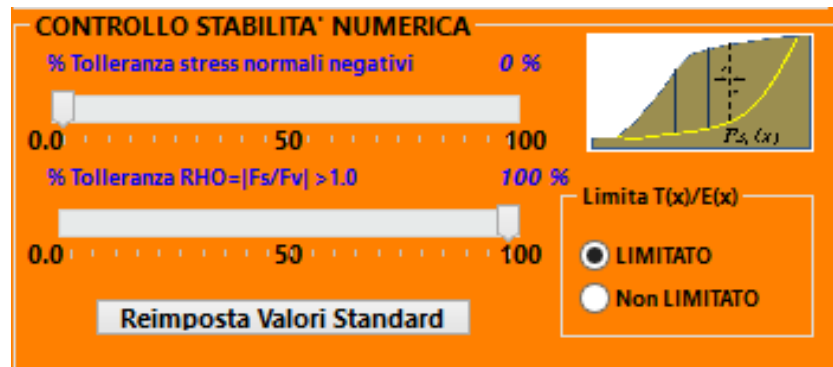 CONTROLLO STABILITA' NUMERICA
% Tolleranza stress normali negativi 0 %
0.0 50 100
% Tolleranza RHO=|Fs/Fv| >1.0 100 %
0.0 50 100
Reimposta Valori Standard
Fs, (x)
Limita T(x)/E(x)
LIMITATO
Non LIMITATO